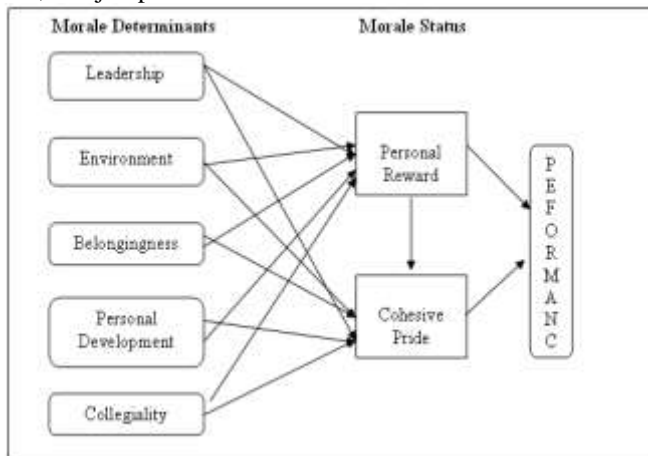 Morale Determinants Morale Status
Leadership
Environment
Belongingness
Personal
Development
Collegiality
Personal
Reward
Cohesive
Pride
P
E
F
O
R
M
A
N
C